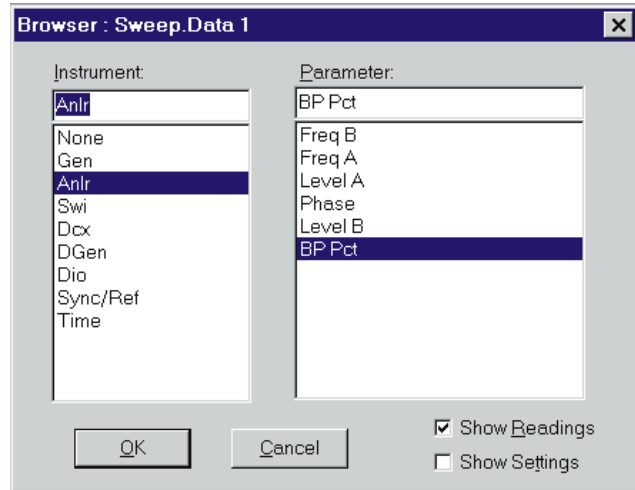 Browser : Sweep.Data 1
Instrument:
Anlr
None
Gen
Anlr
Swi
Dcx
DGen
Dio
Sync/Ref
Time
Parameter:
BP Pct
Freq B
Freq A
Level A
Phase
Level B
BP Pct
OK
Cancel
Show Readings
Show Settings